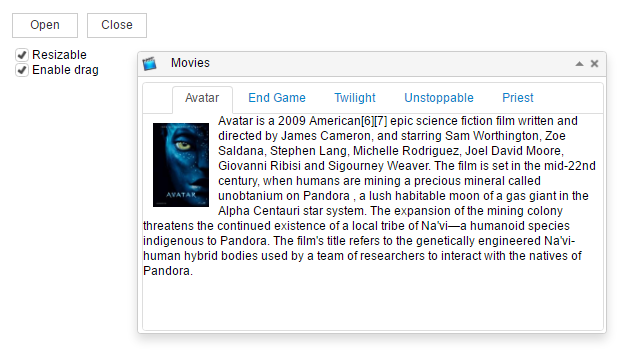 Open Close
Resizable
Enable drag
Movies
Avatar End Game Twilight Unstoppable Priest
AVATAR
Avatar is a 2009 American[6][7] epic science fiction film written and
directed by James Cameron, and starring Sam Worthington, Zoe
Saldana, Stephen Lang, Michelle Rodriguez, Joel David Moore,
Giovanni Ribisi and Sigourney Weaver. The film is set in the mid-22nd
century, when humans are mining a precious mineral called
unobtanium on Pandora , a lush habitable moon of a gas giant in the
Alpha Centauri star system. The expansion of the mining colony
threatens the continued existence of a local tribe of Na'vi—a humanoid species
indigenous to Pandora. The film's title refers to the genetically engineered Na'vi-
human hybrid bodies used by a team of researchers to interact with the natives of
Pandora.